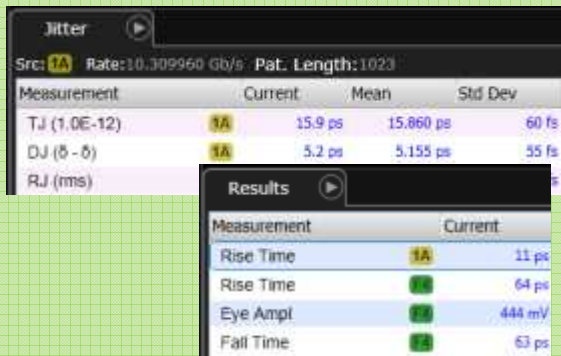 Jitter
Src: 1A Rate:10.309960 Gb/s Pat. Length:1023
Measurement Current Mean Std Dev
TJ (1.0E-12) 1A 15.9 ps 15.860 ps 60 fs
DJ (δ - δ) 1A 5.2 ps 5.155 ps 55 fs
RJ (rms)
Results
Measurement Current
Rise Time 1A 11 ps
Rise Time F4 64 ps
Eye Ampl F4 444 mV
Fall Time F4 63 ps